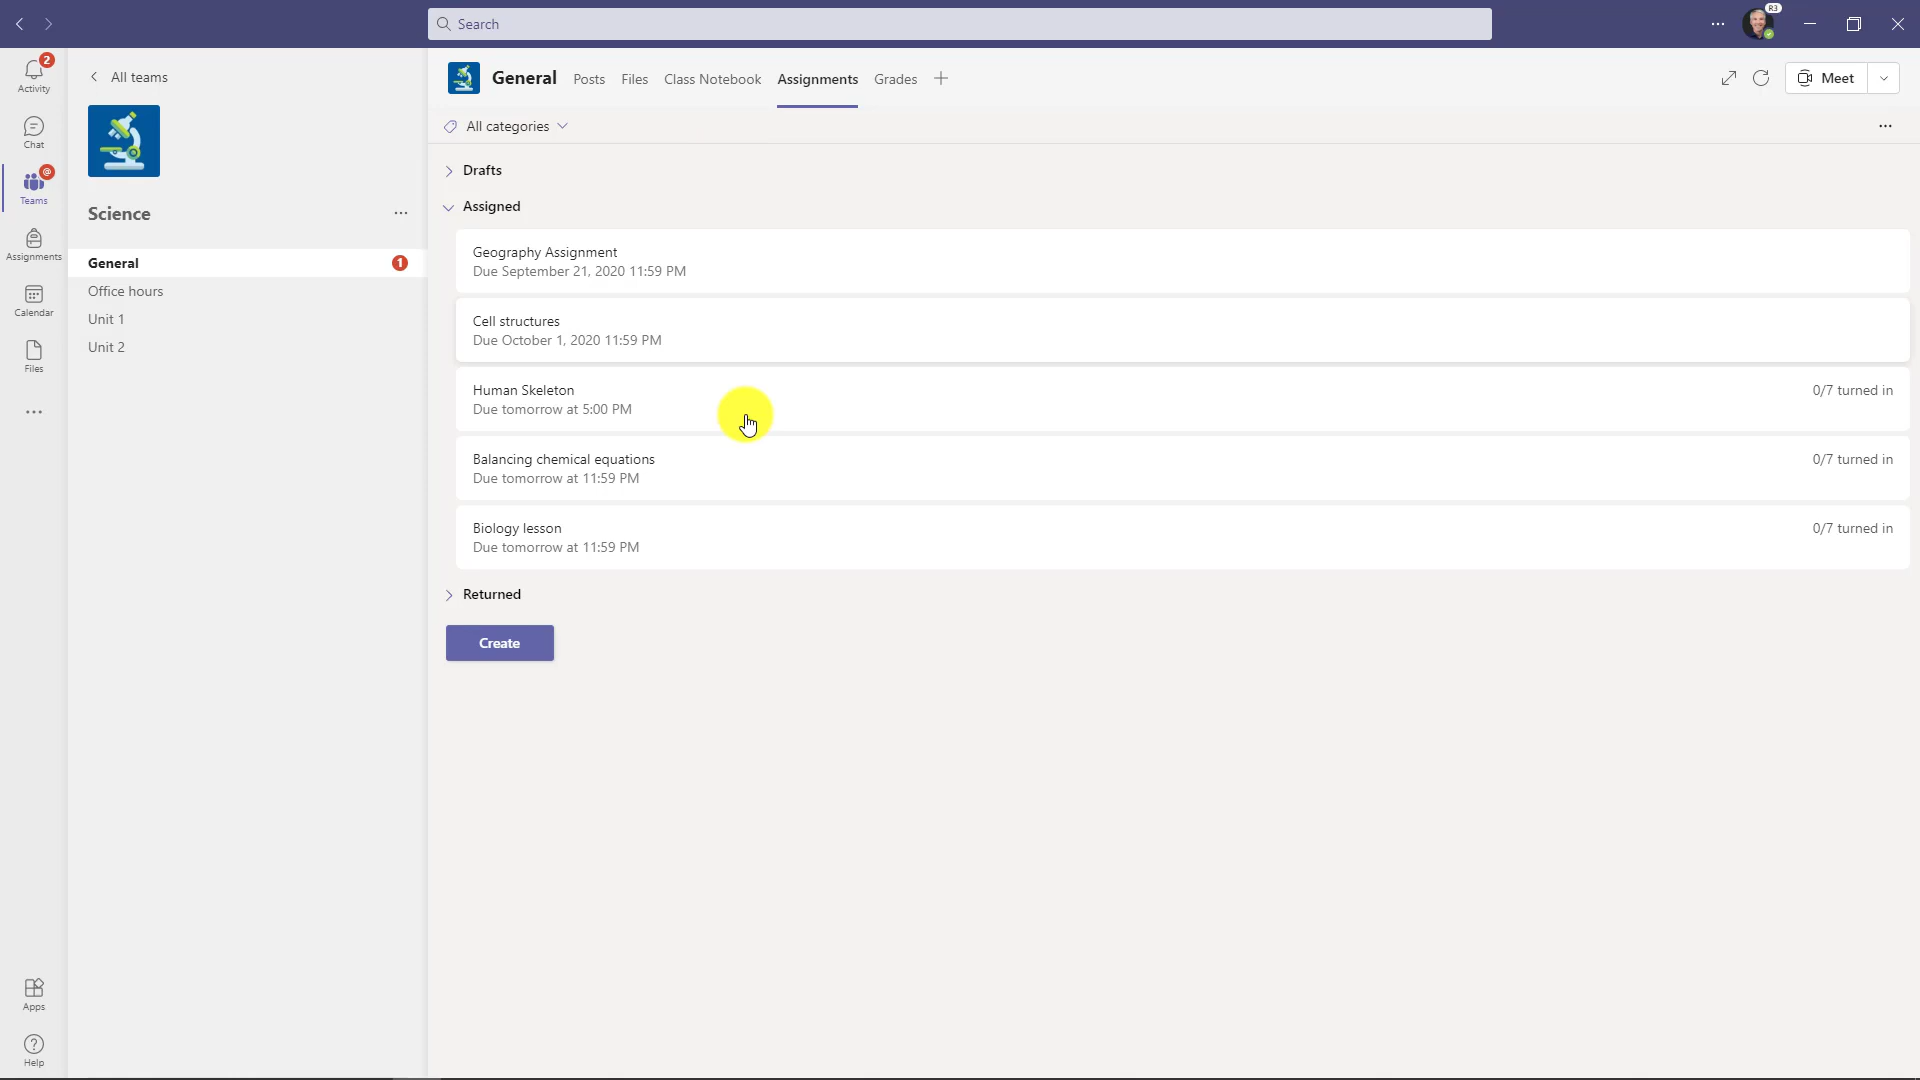 Search
R3
2
Activity
Chat
@
Teams
Assignments
Calendar
Files
Apps
Help
All teams
Science
General
1
Office hours
Unit 1
Unit 2
General Posts Files Class Notebook Assignments Grades
Meet
All categories
Drafts
Assigned
Geography Assignment
Due September 21, 2020 11:59 PM
Cell structures
Due October 1, 2020 11:59 PM
Human Skeleton
0/7 turned in
Due tomorrow at 5:00 PM
Balancing chemical equations
0/7 turned in
Due tomorrow at 11:59 PM
Biology lesson
0/7 turned in
Due tomorrow at 11:59 PM
Returned
Create